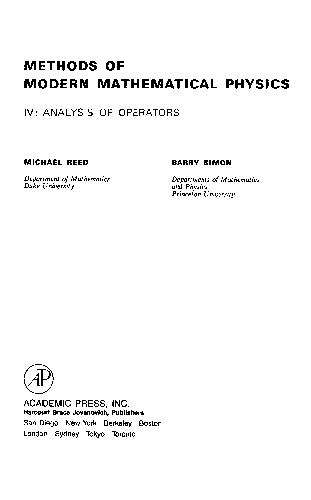 METHODS OF
MODERN MATHEMATICAL PHYSICS
IV: ANALYSIS OF OPERATORS
MICHAEL REED
Department of Mathematics
Duke University
BARRY SIMON
Departments of Mathematics
and Physics
Princeton University
AP
ACADEMIC PRESS, INC.
Harcourt Brace Jovanovich, Publishers
San Diego New York Berkeley Boston
London Sydney Tokyo Toronto